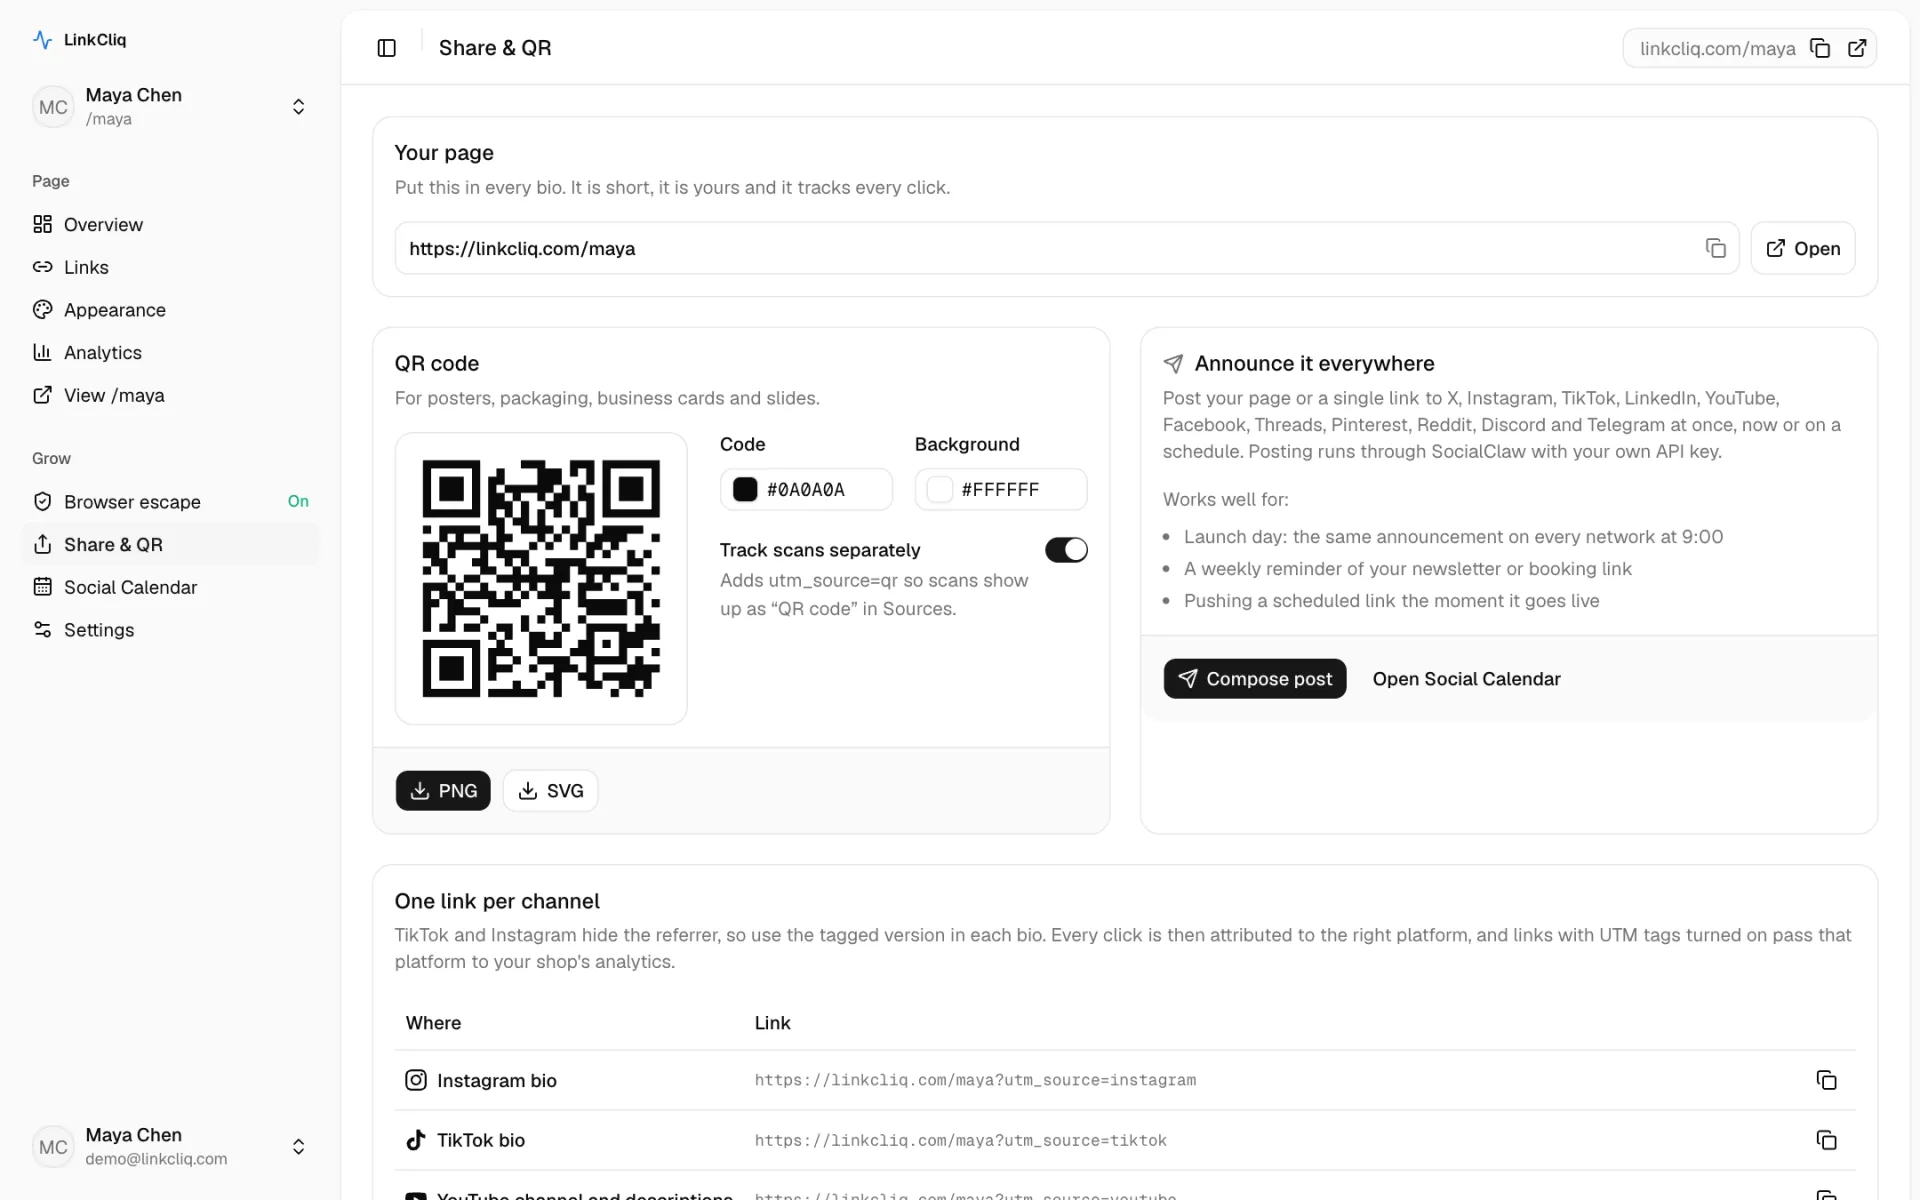 LinkCliq
MC
Maya Chen
/maya
Page
Overview
Links
Appearance
Analytics
View /maya
Grow
Browser escape
On
Share & QR
Social Calendar
Settings
MC
Maya Chen
demo@linkcliq.com
Share & QR
linkcliq.com/maya
Your page
Put this in every bio. It is short, it is yours and it tracks every click.
https://linkcliq.com/maya
Open
QR code
For posters, packaging, business cards and slides.
Code
Background
#0A0A0A
#FFFFFF
Track scans separately
Adds utm_source=qr so scans show
up as “QR code” in Sources.
PNG
SVG
Announce it everywhere
Post your page or a single link to X, Instagram, TikTok, LinkedIn, YouTube,
Facebook, Threads, Pinterest, Reddit, Discord and Telegram at once, now or on a
schedule. Posting runs through SocialClaw with your own API key.
Works well for:
• Launch day: the same announcement on every network at 9:00
• A weekly reminder of your newsletter or booking link
• Pushing a scheduled link the moment it goes live
Compose post
Open Social Calendar
One link per channel
TikTok and Instagram hide the referrer, so use the tagged version in each bio. Every click is then attributed to the right platform, and links with UTM tags turned on pass that
platform to your shop's analytics.
Where
Link
Instagram bio
https://linkcliq.com/maya?utm_source=instagram
TikTok bio
https://linkcliq.com/maya?utm_source=tiktok
YouTube channel and descriptions
https://linkcliq.com/maya?utm_source=youtube